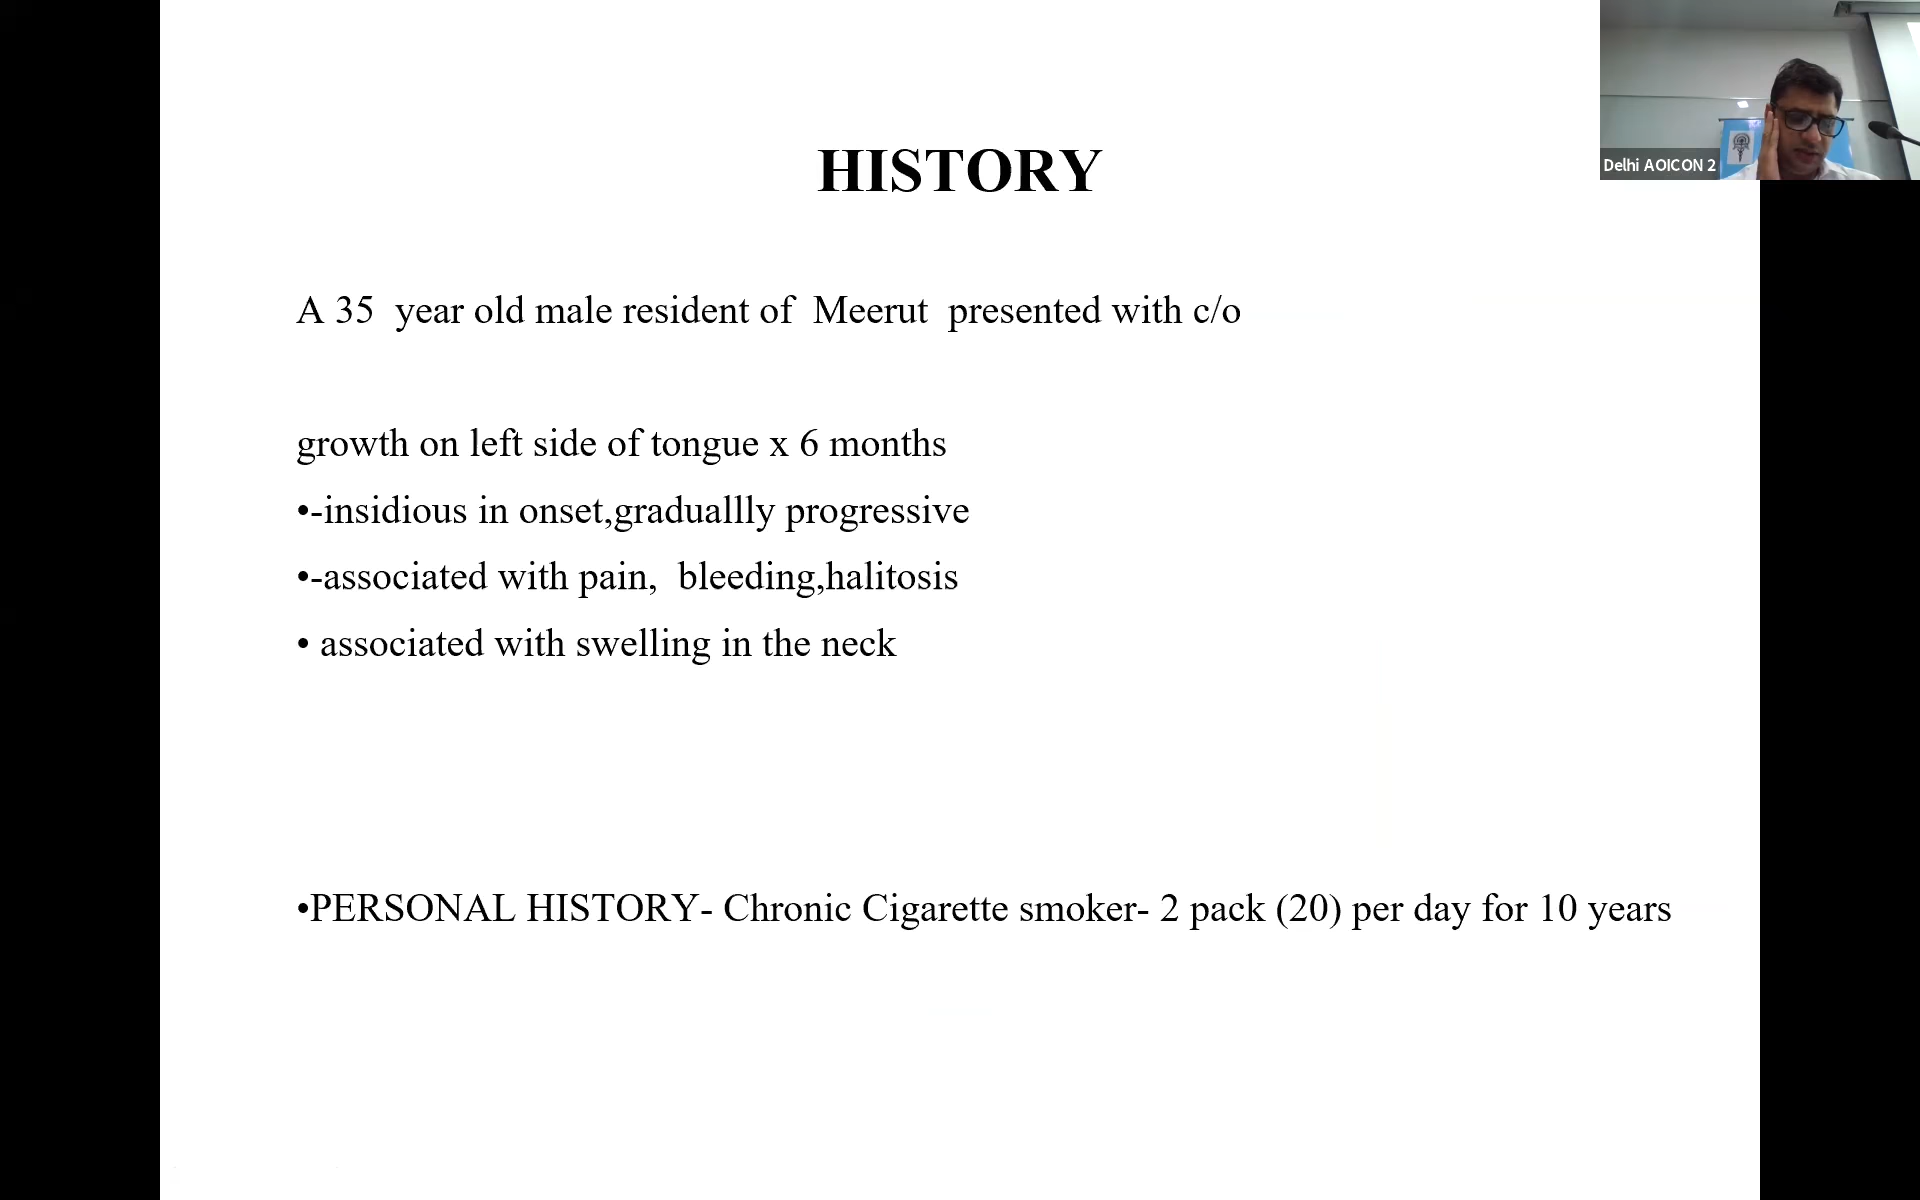 HISTORY
Delhi AOICON 2
A 35 year old male resident of Meerut presented with c/o
growth on left side of tongue x 6 months
•-insidious in onset,graduallly progressive
•-associated with pain, bleeding,halitosis
• associated with swelling in the neck
•PERSONAL HISTORY- Chronic Cigarette smoker- 2 pack (20) per day for 10 years